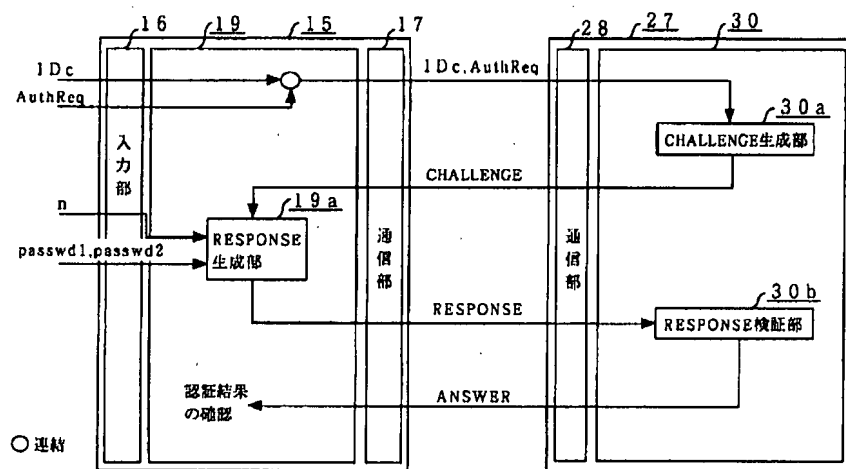 16
19
15
17
28
27
30
IDc
AuthReq
IDc,AuthReq
30a
CHALLENGE生成部
入力部
CHALLENGE
n
19a
RESPONSE
生成部
passwd1,passwd2
通信部
通信部
RESPONSE
30b
RESPONSE検証部
認証結果
の確認
ANSWER
○連結